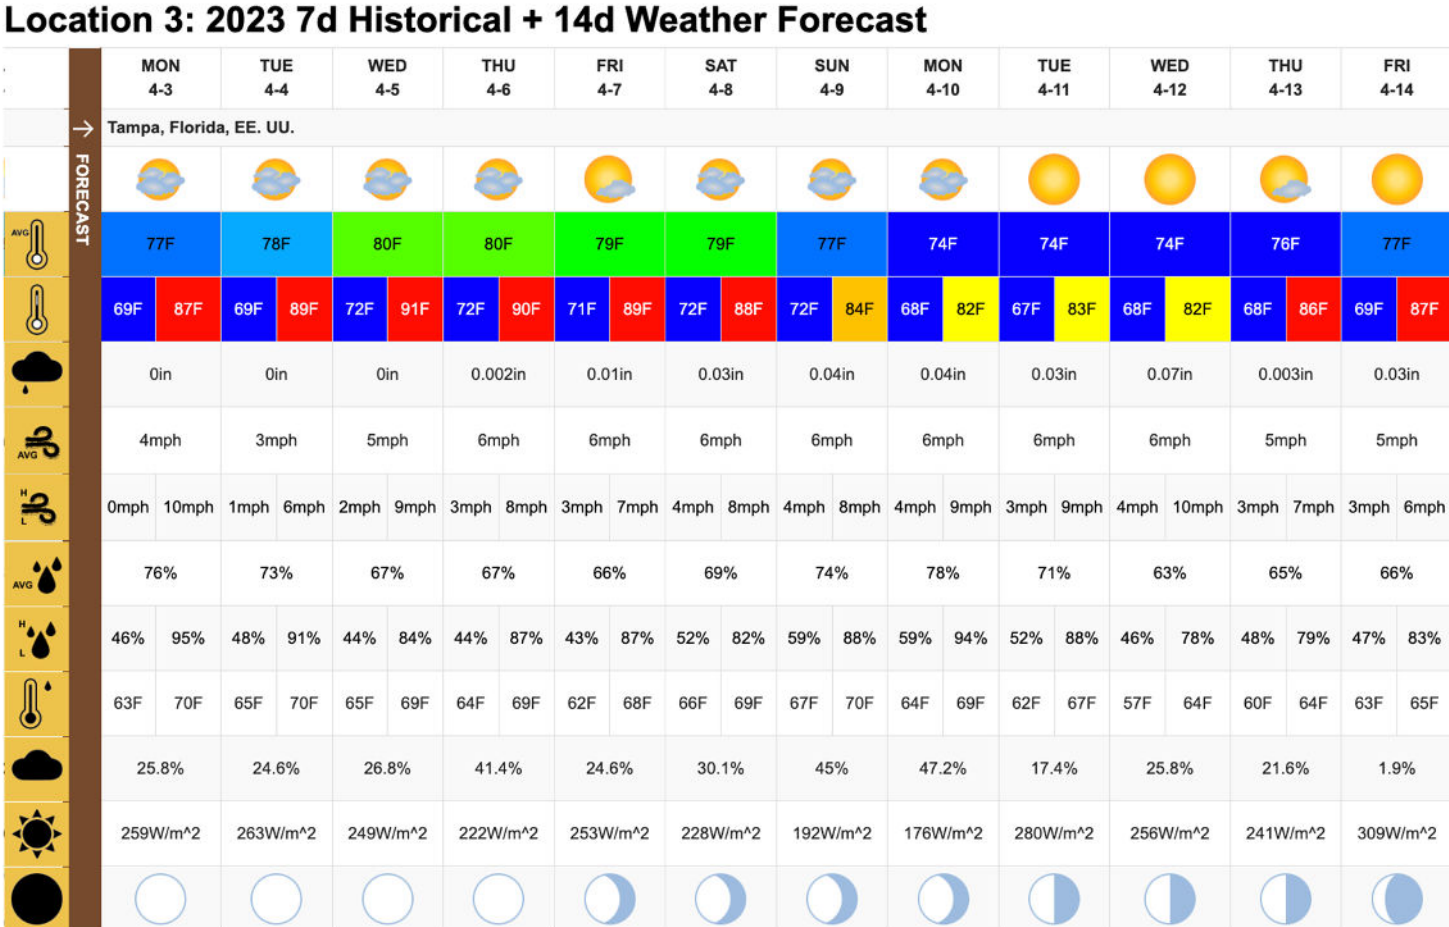 Location 3: 2023 7d Historical + 14d Weather Forecast
MON TUE WED THU FRI SAT SUN MON TUE WED THU FRI
4-3 4-4 4-5 4-6 4-7 4-8 4-9 4-10 4-11 4-12 4-13 4-14
→ Tampa, Florida, EE. UU.
FORECAST
AVG 77F 78F 80F 80F 79F 79F 77F 74F 74F 74F 76F 77F
69F 87F 69F 89F 72F 91F 72F 90F 71F 89F 72F 88F 72F 84F 68F 82F 67F 83F 68F 82F 68F 86F 69F 87F
0in 0in 0in 0.002in 0.01in 0.03in 0.04in 0.04in 0.03in 0.07in 0.003in 0.03in
AVG 4mph 3mph 5mph 6mph 6mph 6mph 6mph 6mph 6mph 6mph 5mph 5mph
H L 0mph 10mph 1mph 6mph 2mph 9mph 3mph 8mph 3mph 7mph 4mph 8mph 4mph 8mph 4mph 9mph 3mph 9mph 4mph 10mph 3mph 7mph 3mph 6mph
AVG 76% 73% 67% 67% 66% 69% 74% 78% 71% 63% 65% 66%
H L 46% 95% 48% 91% 44% 84% 44% 87% 43% 87% 52% 82% 59% 88% 59% 94% 52% 88% 46% 78% 48% 79% 47% 83%
63F 70F 65F 70F 65F 69F 64F 69F 62F 68F 66F 69F 67F 70F 64F 69F 62F 67F 57F 64F 60F 64F 63F 65F
25.8% 24.6% 26.8% 41.4% 24.6% 30.1% 45% 47.2% 17.4% 25.8% 21.6% 1.9%
259W/m^2 263W/m^2 249W/m^2 222W/m^2 253W/m^2 228W/m^2 192W/m^2 176W/m^2 280W/m^2 256W/m^2 241W/m^2 309W/m^2